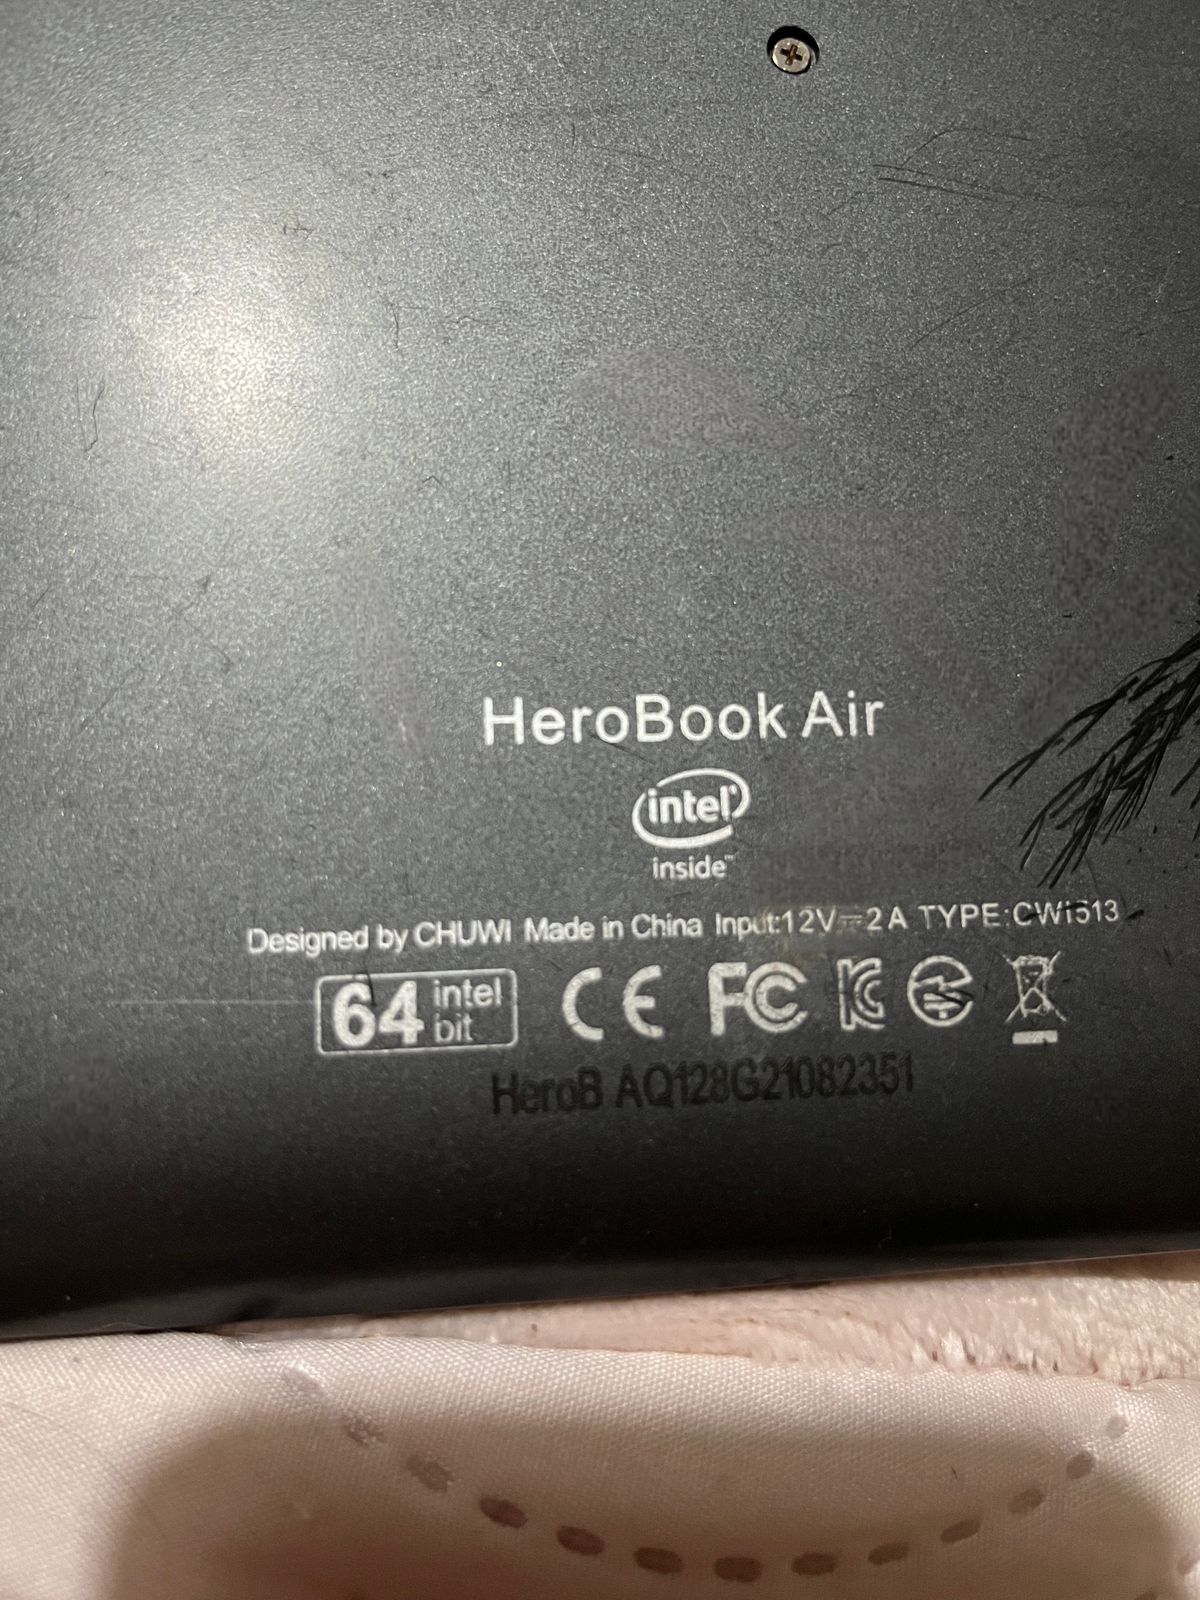 HeroBook Air
intel®
inside™
Designed by CHUWI Made in China Input:12V⎓2A TYPE:CWI513
64 intel bit
CE FC
HeroB AQ128G21082351